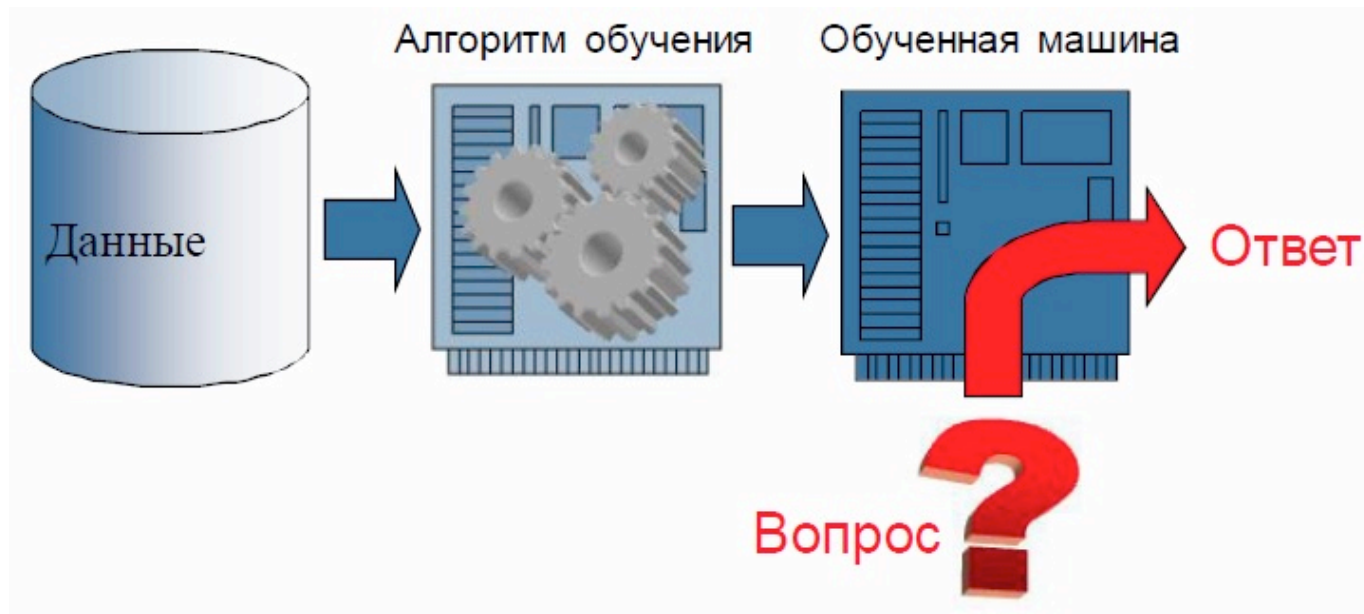 Алгоритм обучения
Обученная машина
Данные
Ответ
Вопрос